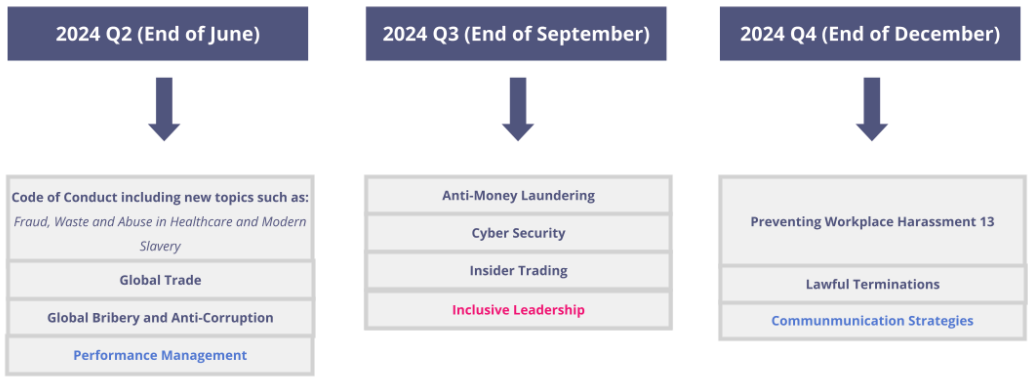 2024 Q2 (End of June)
2024 Q3 (End of September)
2024 Q4 (End of December)
Code of Conduct including new topics such as:
Fraud, Waste and Abuse in Healthcare and Modern
Slavery
Global Trade
Global Bribery and Anti-Corruption
Performance Management
Anti-Money Laundering
Cyber Security
Insider Trading
Inclusive Leadership
Preventing Workplace Harassment 13
Lawful Terminations
Communmunication Strategies